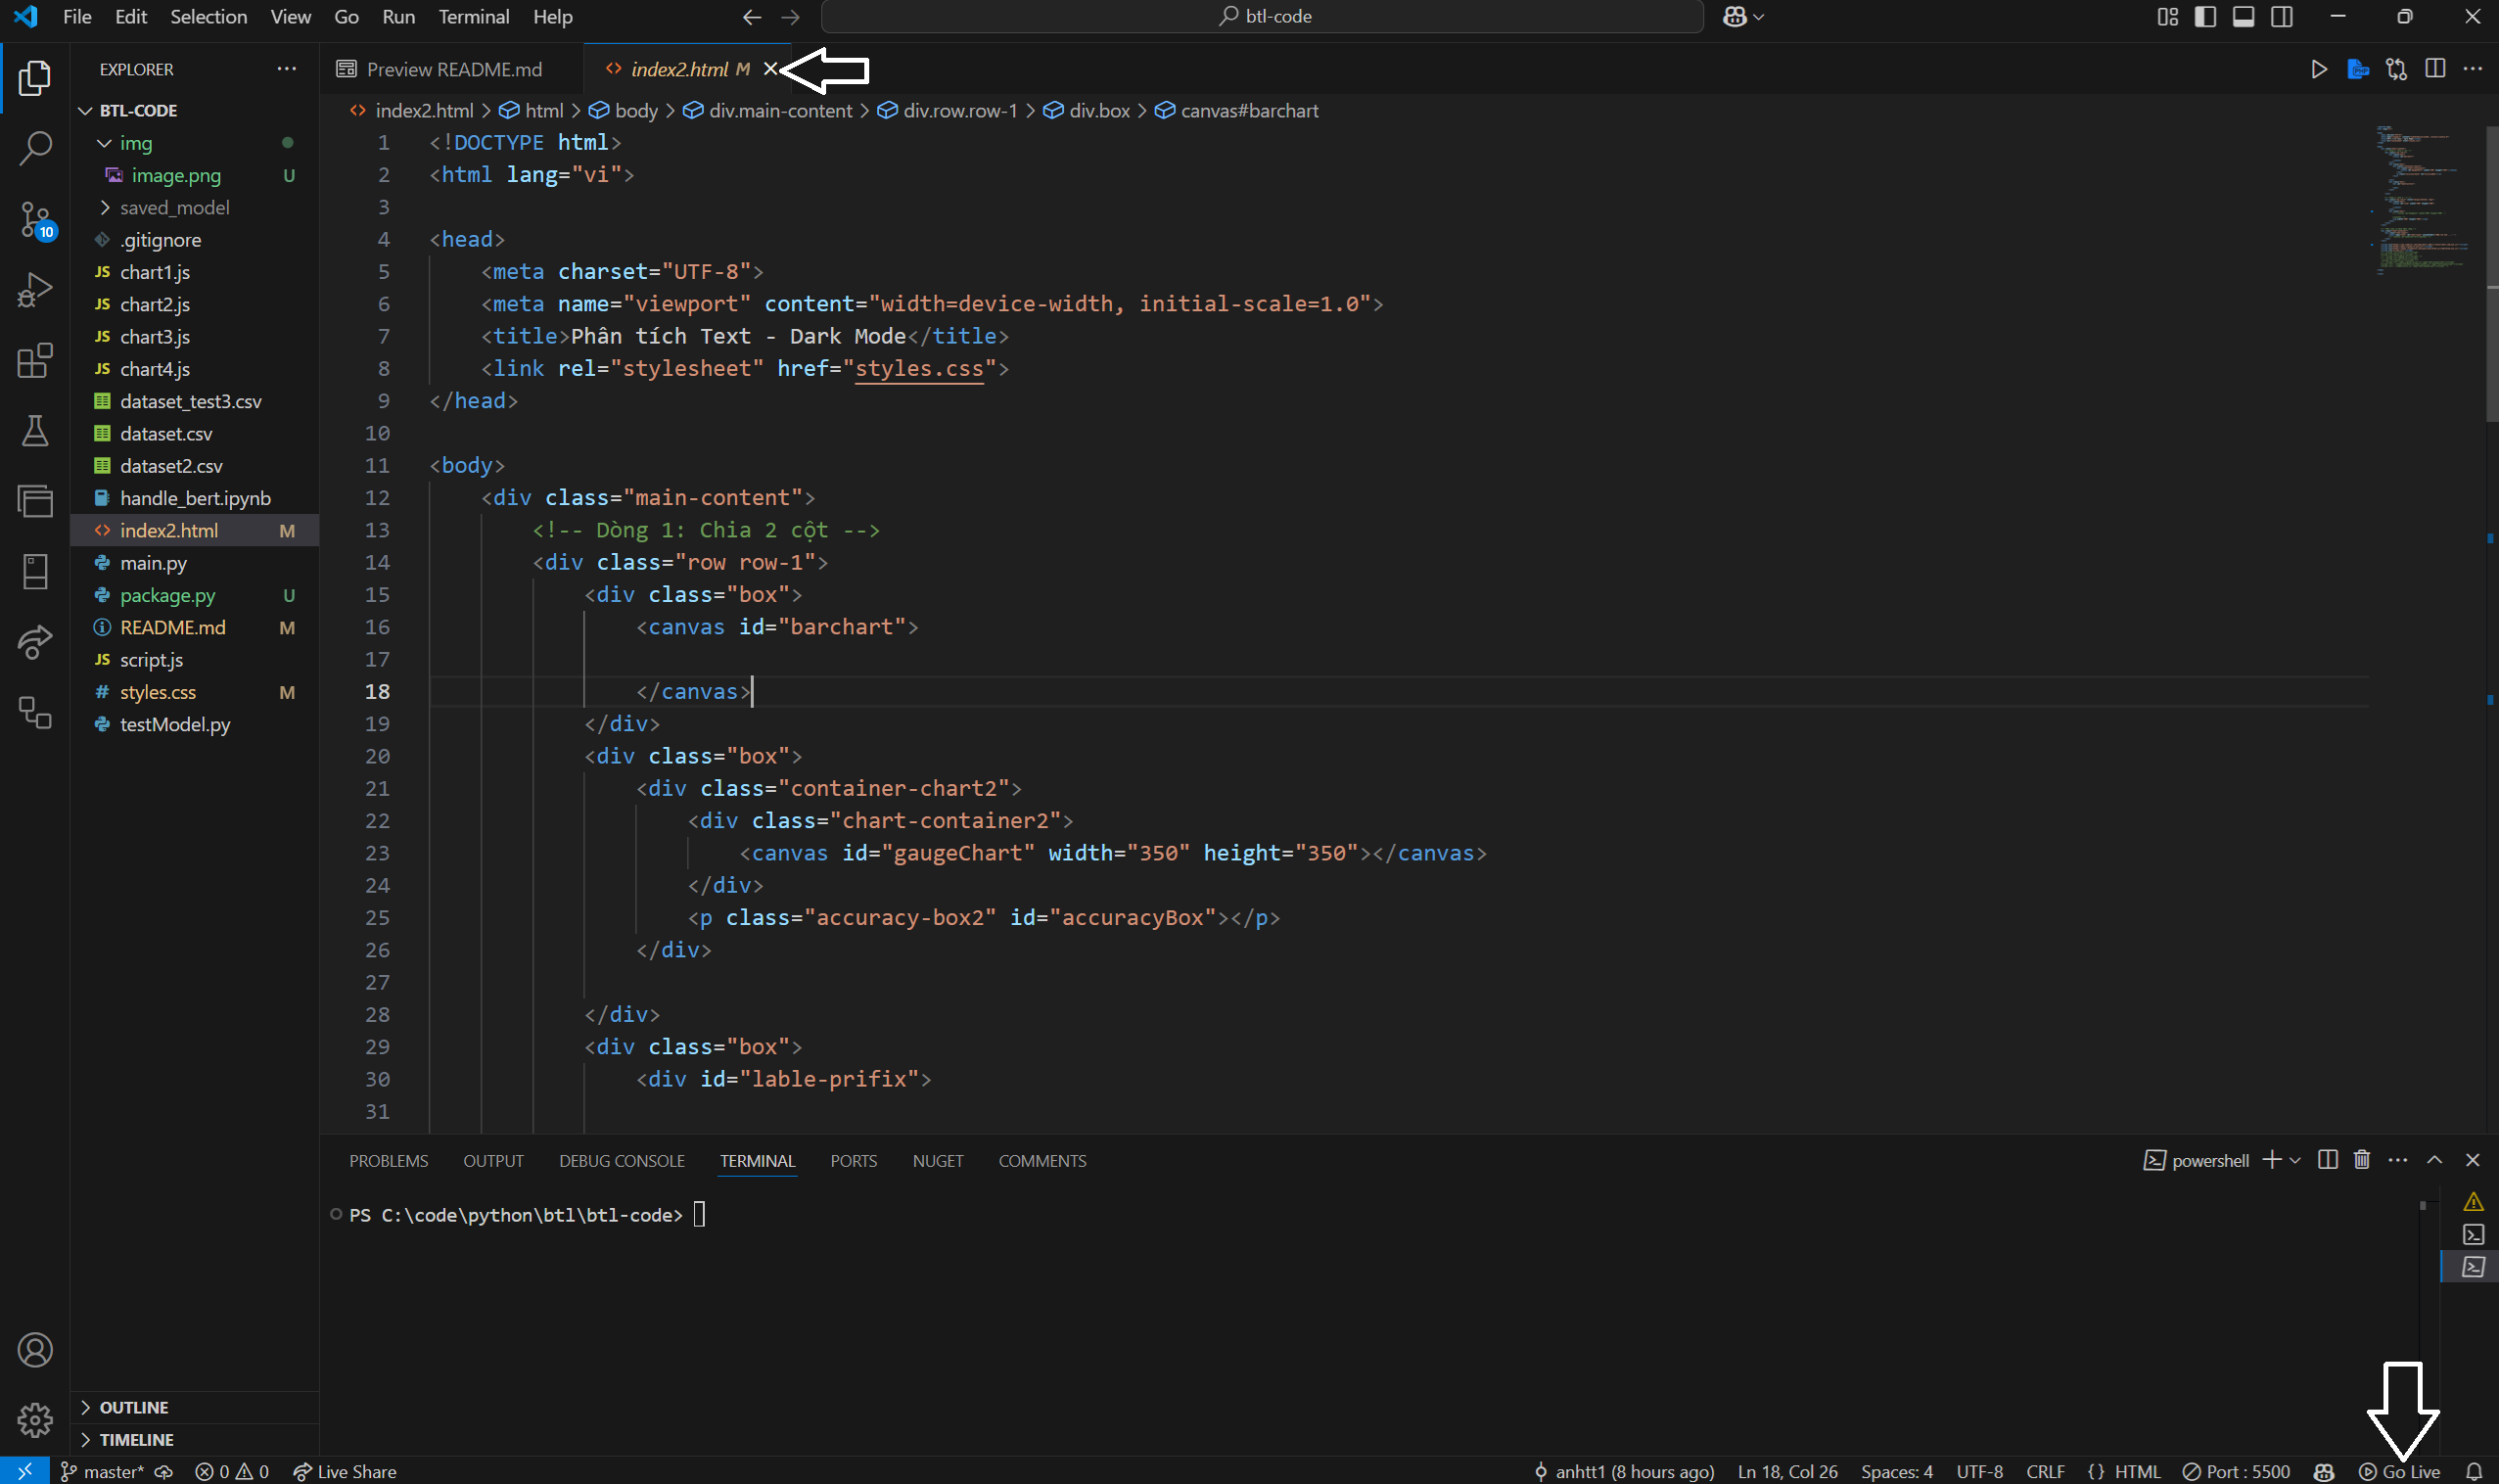 File Edit Selection View Go Run Terminal Help
btl-code
EXPLORER
BTL-CODE
img
image.png U
saved_model
.gitignore
JS chart1.js
JS chart2.js
JS chart3.js
JS chart4.js
dataset_test3.csv
dataset.csv
dataset2.csv
handle_bert.ipynb
<> index2.html M
main.py
package.py U
README.md M
JS script.js
# styles.css M
testModel.py
OUTLINE
TIMELINE
10
Preview README.md
<> index2.html M
<> index2.html > html > body > div.main-content > div.row.row-1 > div.box > canvas#barchart
1 <!DOCTYPE html>
2 <html lang="vi">
3
4 <head>
5 <meta charset="UTF-8">
6 <meta name="viewport" content="width=device-width, initial-scale=1.0">
7 <title>Phân tích Text - Dark Mode</title>
8 <link rel="stylesheet" href="styles.css">
9 </head>
10
11 <body>
12 <div class="main-content">
13 <!-- Dòng 1: Chia 2 cột -->
14 <div class="row row-1">
15 <div class="box">
16 <canvas id="barchart">
17
18 </canvas>
19 </div>
20 <div class="box">
21 <div class="container-chart2">
22 <div class="chart-container2">
23 <canvas id="gaugeChart" width="350" height="350"></canvas>
24 </div>
25 <p class="accuracy-box2" id="accuracyBox"></p>
26 </div>
27
28 </div>
29 <div class="box">
30 <div id="lable-prifix">
31
PROBLEMS OUTPUT DEBUG CONSOLE TERMINAL PORTS NUGET COMMENTS
powershell
PS C:\code\python\btl\btl-code>
master* 0 0 Live Share
anhtt1 (8 hours ago) Ln 18, Col 26 Spaces: 4 UTF-8 CRLF {} HTML Port : 5500 Go Live